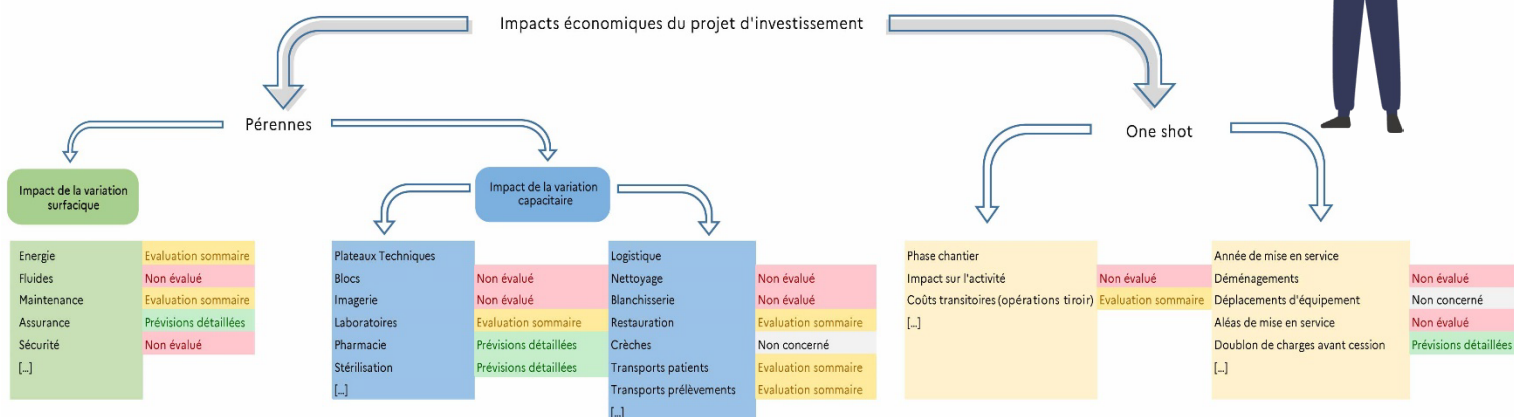 Impacts économiques du projet d'investissement
Pérennes
One shot
Impact de la variation
surfacique
Impact de la variation
capacitaire
Energie Evaluation sommaire
Fluides Non évalué
Maintenance Evaluation sommaire
Assurance Prévisions détaillées
Sécurité Non évalué
[...]
Plateaux Techniques
Blocs Non évalué
Imagerie Non évalué
Laboratoires Evaluation sommaire
Pharmacie Prévisions détaillées
Stérilisation Prévisions détaillées
[...]
Logistique
Nettoyage Non évalué
Blanchisserie Non évalué
Restauration Evaluation sommaire
Crèches Non concerné
Transports patients Evaluation sommaire
Transports prélèvements Evaluation sommaire
[...]
Phase chantier
Impact sur l'activité Non évalué
Coûts transitoires (opérations tiroir) Evaluation sommaire
[...]
Année de mise en service
Déménagements Non évalué
Déplacements d'équipement Non concerné
Aléas de mise en service Non évalué
Doublon de charges avant cession Prévisions détaillées
[...]